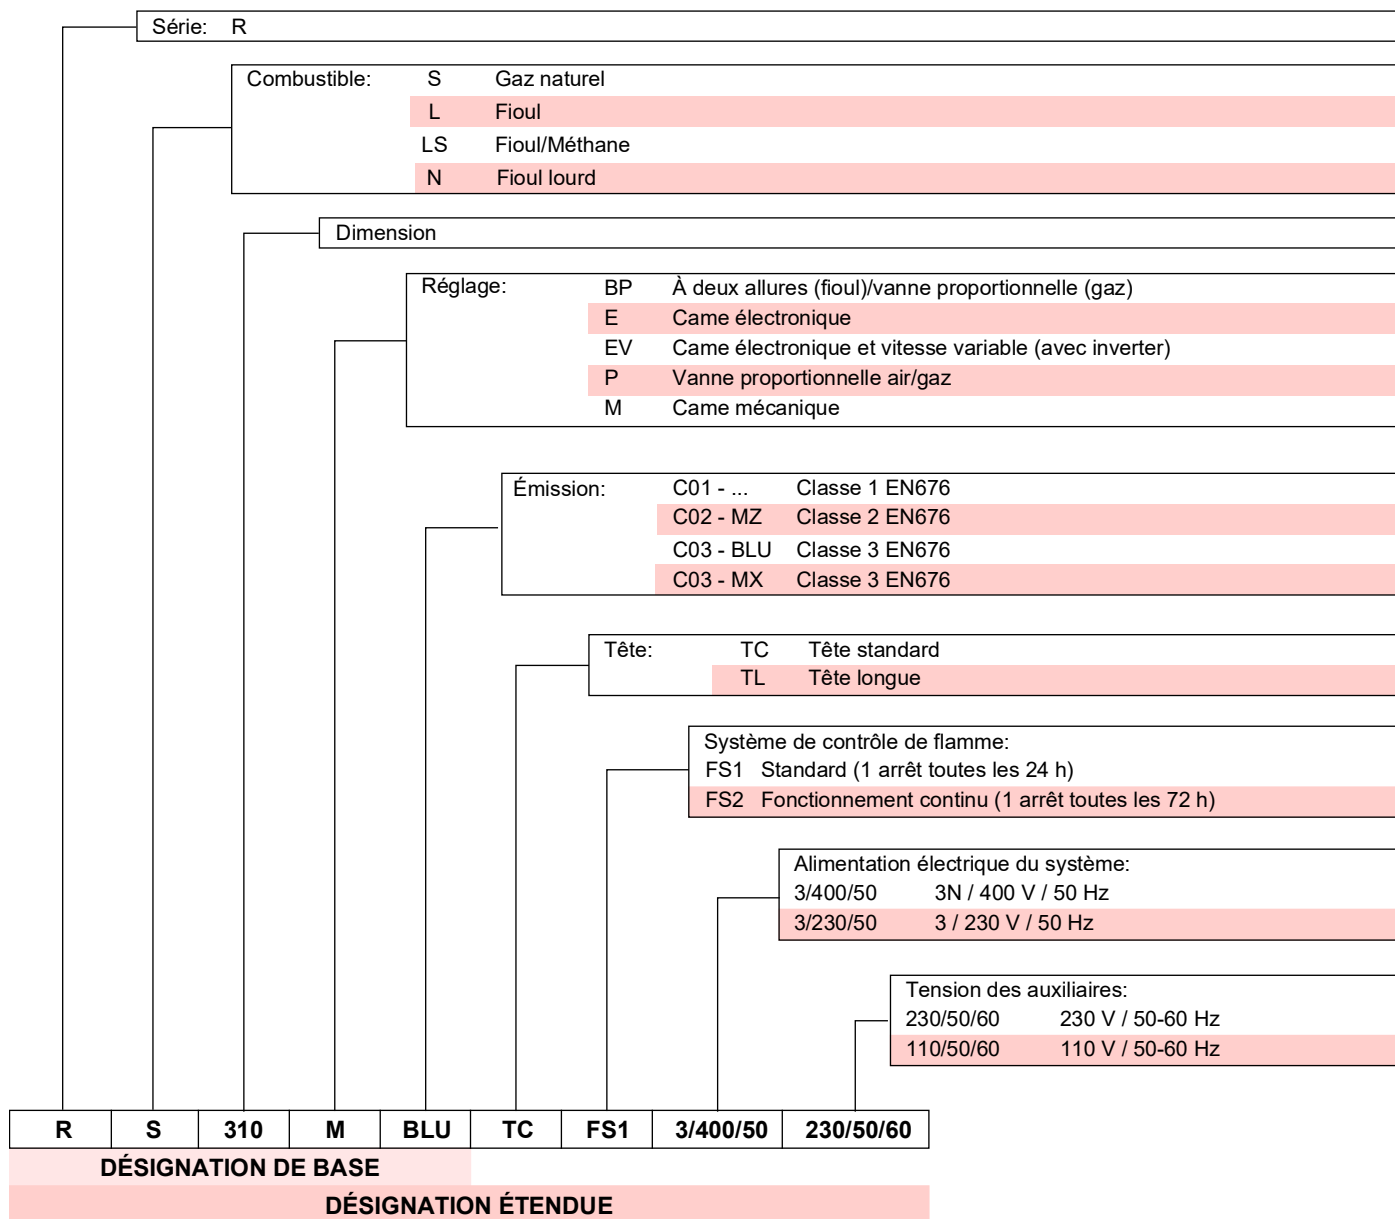 Série: R
Combustible: S Gaz naturel
L Fioul
LS Fioul/Méthane
N Fioul lourd
Dimension
Réglage: BP À deux allures (fioul)/vanne proportionnelle (gaz)
E Came électronique
EV Came électronique et vitesse variable (avec inverter)
P Vanne proportionnelle air/gaz
M Came mécanique
Émission: C01 - ... Classe 1 EN676
C02 - MZ Classe 2 EN676
C03 - BLU Classe 3 EN676
C03 - MX Classe 3 EN676
Tête: TC Tête standard
TL Tête longue
Système de contrôle de flamme:
FS1 Standard (1 arrêt toutes les 24 h)
FS2 Fonctionnement continu (1 arrêt toutes les 72 h)
Alimentation électrique du système:
3/400/50 3N / 400 V / 50 Hz
3/230/50 3 / 230 V / 50 Hz
Tension des auxiliaires:
230/50/60 230 V / 50-60 Hz
110/50/60 110 V / 50-60 Hz
R S 310 M BLU TC FS1 3/400/50 230/50/60
DÉSIGNATION DE BASE
DÉSIGNATION ÉTENDUE